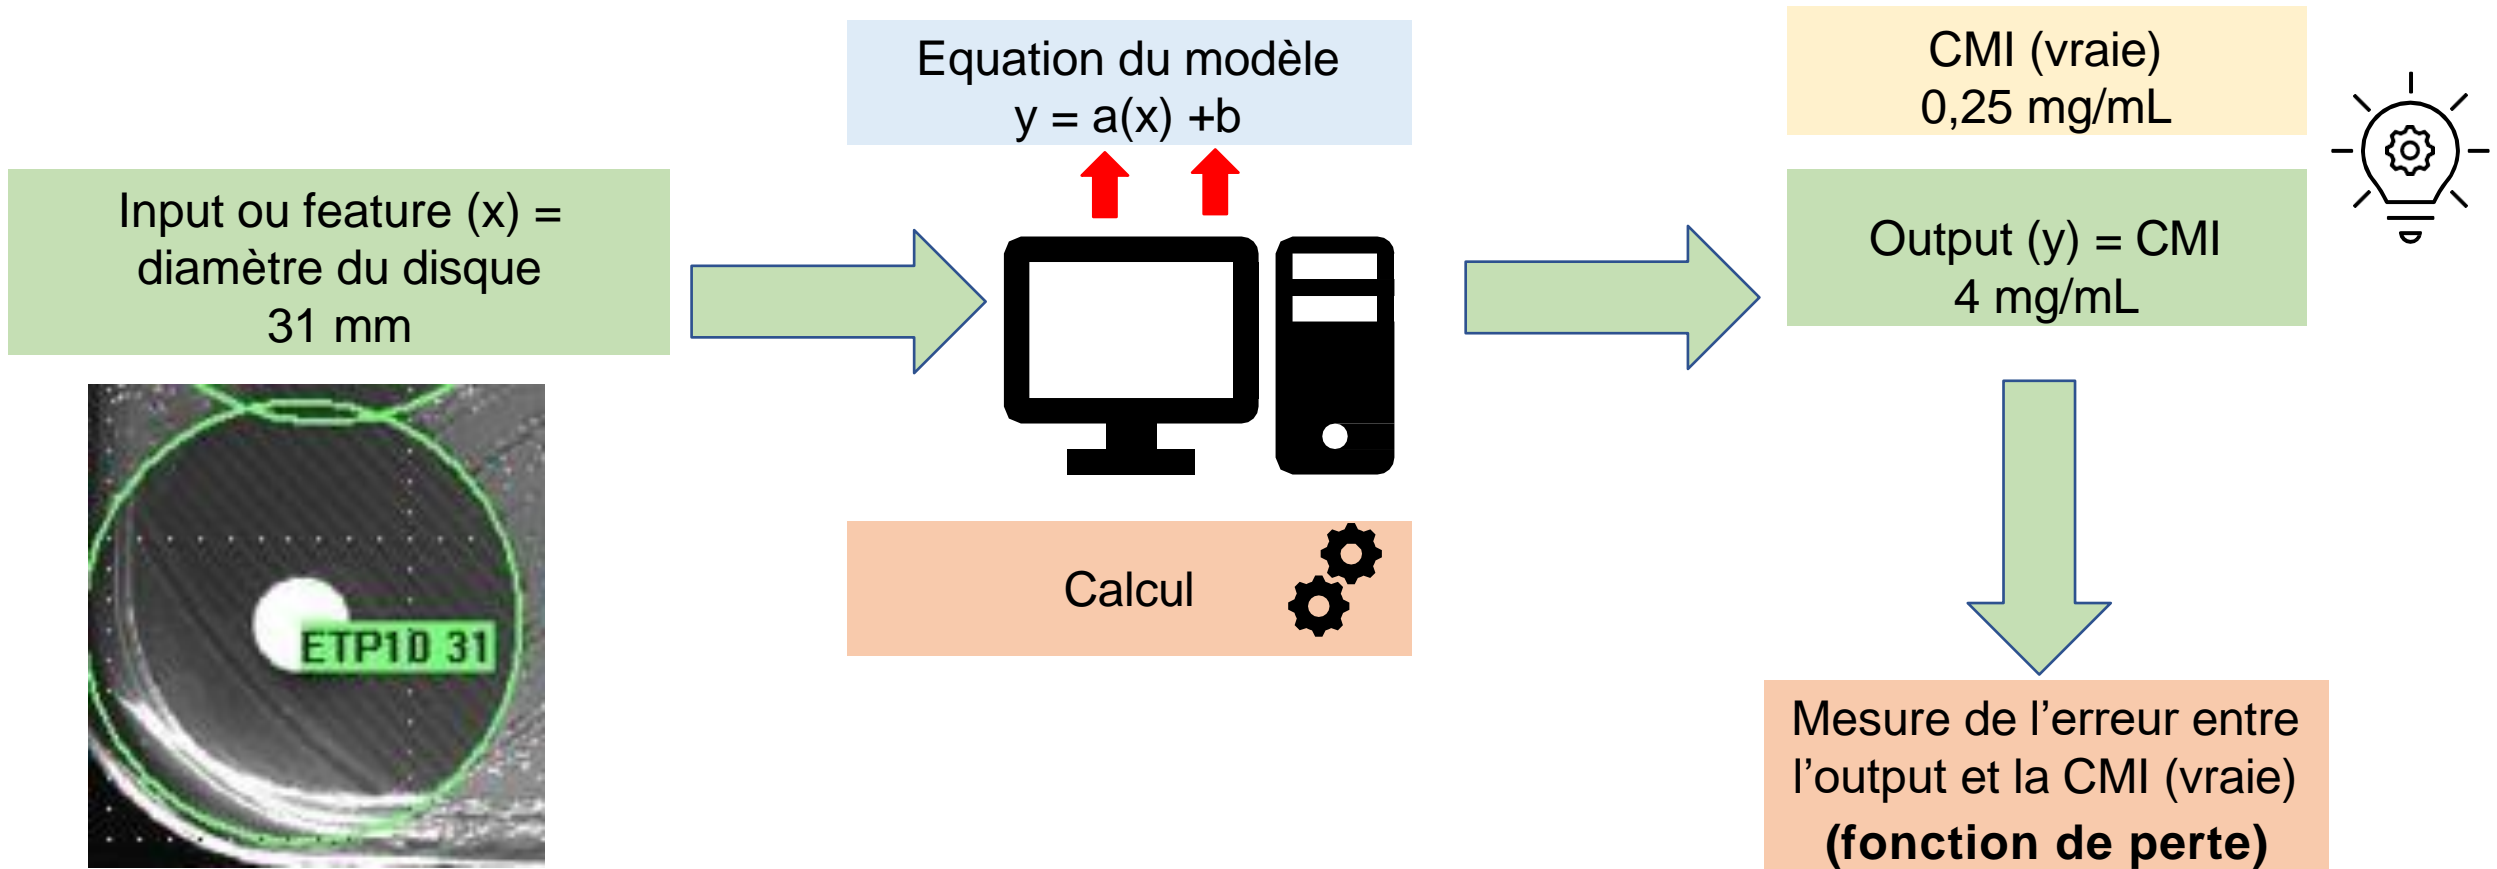 Equation du modèle
y = a(x) +b
CMI (vraie)
0,25 mg/mL
Input ou feature (x) =
diamètre du disque
31 mm
Output (y) = CMI
4 mg/mL
ETP10 31
Calcul
Mesure de l’erreur entre
l’output et la CMI (vraie)
(fonction de perte)